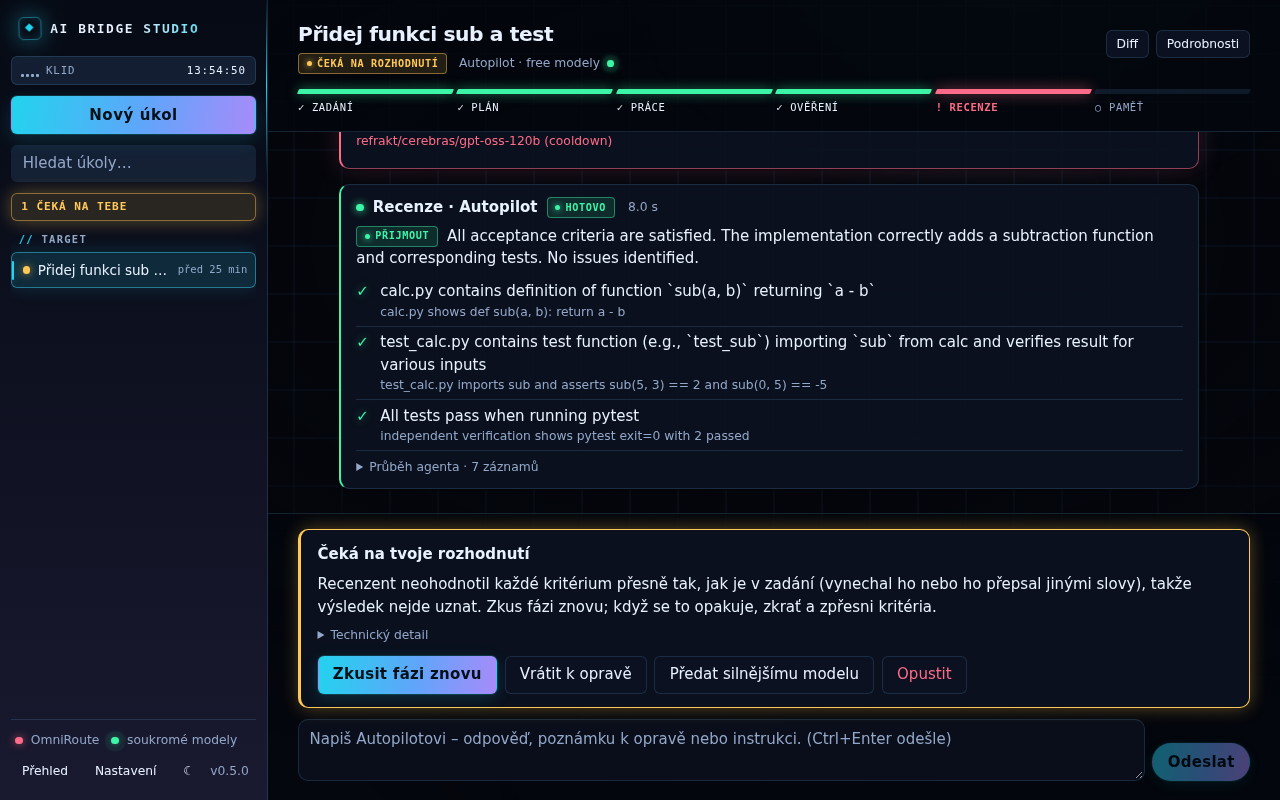 AI BRIDGE STUDIO
KLID 13:54:50
Nový úkol
Hledat úkoly…
1 ČEKÁ NA TEBE
// TARGET
Přidej funkci sub … před 25 min
OmniRoute soukromé modely
Přehled Nastavení ☾ v0.5.0
Přidej funkci sub a test
ČEKÁ NA ROZHODNUTÍ Autopilot · free modely
Diff Podrobnosti
✓ ZADÁNÍ ✓ PLÁN ✓ PRÁCE ✓ OVĚŘENÍ ! RECENZE ○ PAMĚŤ
refrakt/cerebras/gpt-oss-120b (cooldown)
Recenze · Autopilot HOTOVO 8.0 s
PŘIJMOUT All acceptance criteria are satisfied. The implementation correctly adds a subtraction function
and corresponding tests. No issues identified.
✓ calc.py contains definition of function `sub(a, b)` returning `a - b`
calc.py shows def sub(a, b): return a - b
✓ test_calc.py contains test function (e.g., `test_sub`) importing `sub` from calc and verifies result for
various inputs
test_calc.py imports sub and asserts sub(5, 3) == 2 and sub(0, 5) == -5
✓ All tests pass when running pytest
independent verification shows pytest exit=0 with 2 passed
▶ Průběh agenta · 7 záznamů
Čeká na tvoje rozhodnutí
Recenzent neohodnotil každé kritérium přesně tak, jak je v zadání (vynechal ho nebo ho přepsal jinými slovy), takže
výsledek nejde uznat. Zkus fázi znovu; když se to opakuje, zkrať a zpřesni kritéria.
▶ Technický detail
Zkusit fázi znovu Vrátit k opravě Předat silnějšímu modelu Opustit
Napiš Autopilotovi – odpověď, poznámku k opravě nebo instrukci. (Ctrl+Enter odešle)
Odeslat